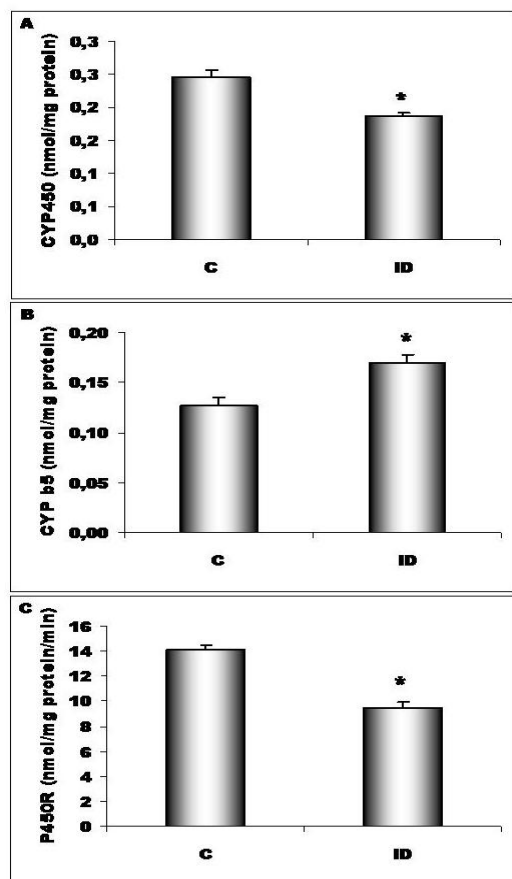 A
CYP450 (nmol/mg protein)
0,3
0,3
0,2
0,2
0,1
0,1
0,0
*
C
ID
B
CYP b5 (nmol/mg protein)
0,20
0,15
0,10
0,05
0,00
*
C
ID
C
P450R (nmol/mg protein/min)
16
14
12
10
8
6
4
2
0
*
C
ID